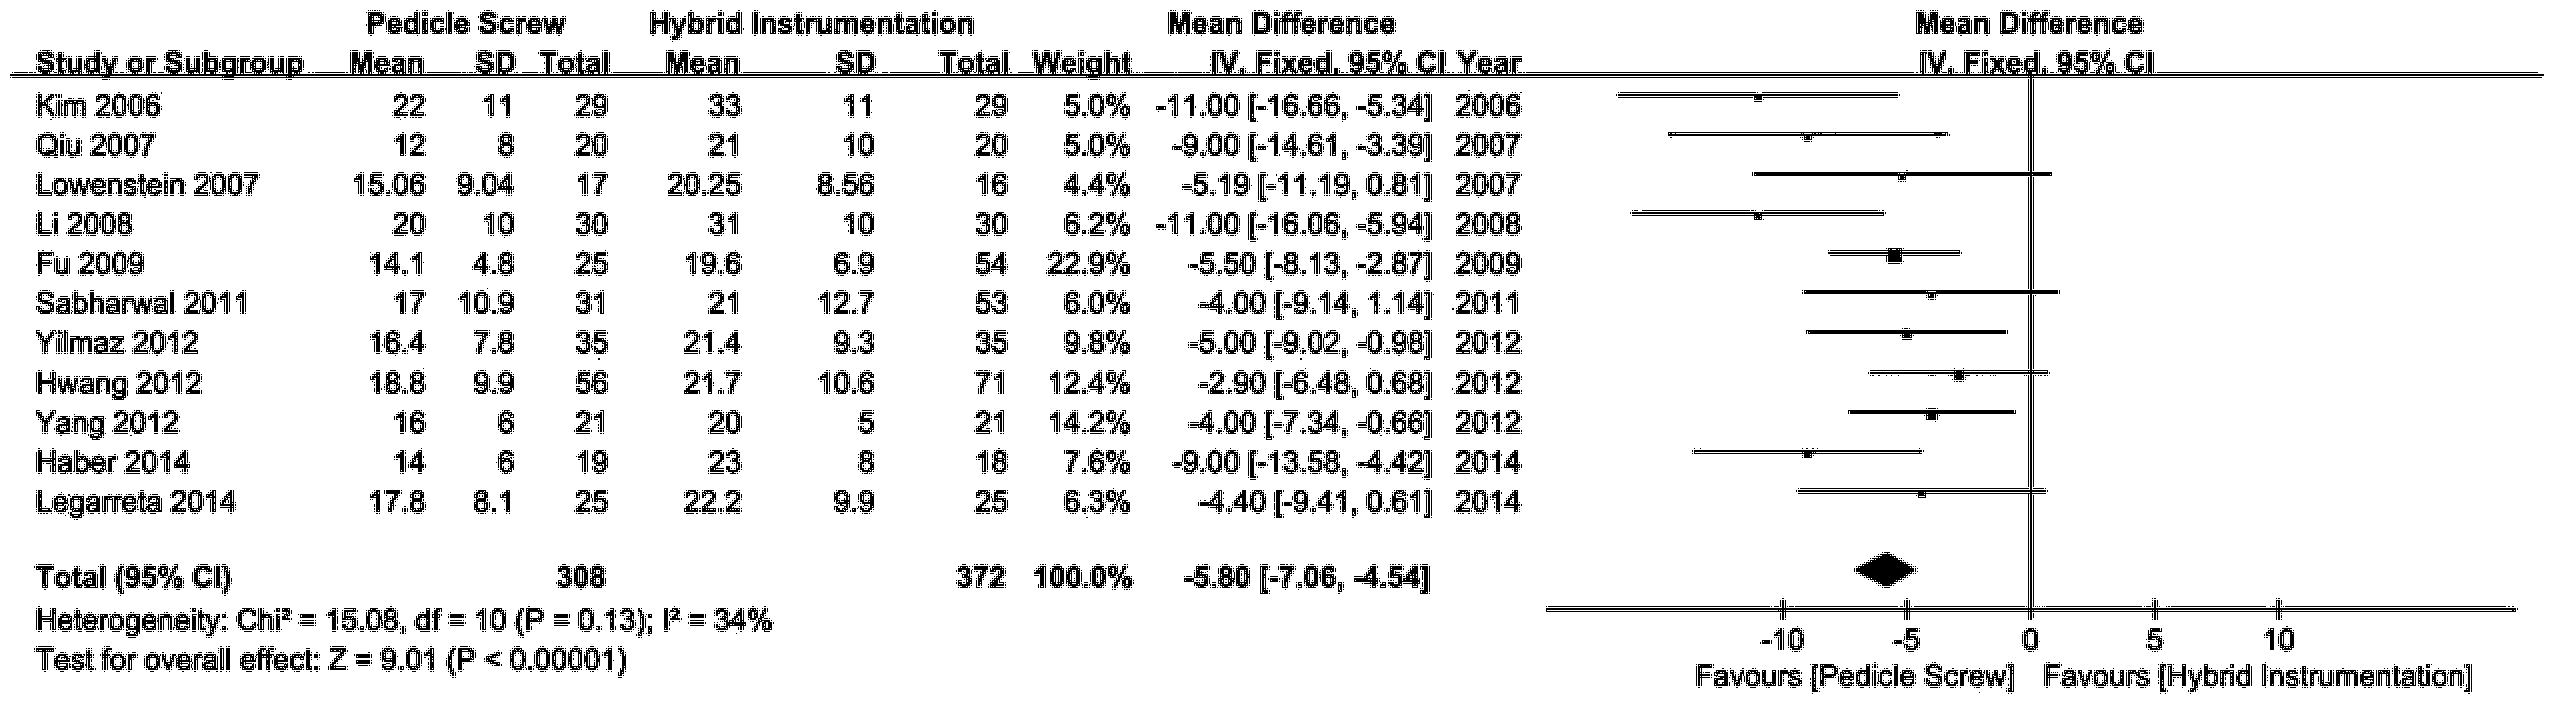 Pedicle Screw Hybrid Instrumentation Mean Difference Mean Difference
Study or Subgroup Mean SD Total Mean SD Total Weight IV, Fixed, 95% CI Year IV, Fixed, 95% CI
Kim 2006 22 11 29 33 11 29 5.0% -11.00 [-16.66, -5.34] 2006
Qiu 2007 12 8 20 21 10 20 5.0% -9.00 [-14.61, -3.39] 2007
Lowenstein 2007 15.06 9.04 17 20.25 8.56 16 4.4% -5.19 [-11.19, 0.81] 2007
Li 2008 20 10 30 31 10 30 6.2% -11.00 [-16.06, -5.94] 2008
Fu 2009 14.1 4.8 25 19.6 6.9 54 22.9% -5.50 [-8.13, -2.87] 2009
Sabharwal 2011 17 10.9 31 21 12.7 53 6.0% -4.00 [-9.14, 1.14] 2011
Yilmaz 2012 16.4 7.8 35 21.4 9.3 35 9.8% -5.00 [-9.02, -0.98] 2012
Hwang 2012 18.8 9.9 56 21.7 10.6 71 12.4% -2.90 [-6.48, 0.68] 2012
Yang 2012 16 6 21 20 5 21 14.2% -4.00 [-7.34, -0.66] 2012
Haber 2014 14 6 19 23 8 18 7.6% -9.00 [-13.58, -4.42] 2014
Legarreta 2014 17.8 8.1 25 22.2 9.9 25 6.3% -4.40 [-9.41, 0.61] 2014
Total (95% CI) 308 372 100.0% -5.80 [-7.06, -4.54]
Heterogeneity: Chi² = 15.08, df = 10 (P = 0.13); I² = 34%
Test for overall effect: Z = 9.01 (P < 0.00001)
-10 -5 0 5 10
Favours [Pedicle Screw] Favours [Hybrid Instrumentation]